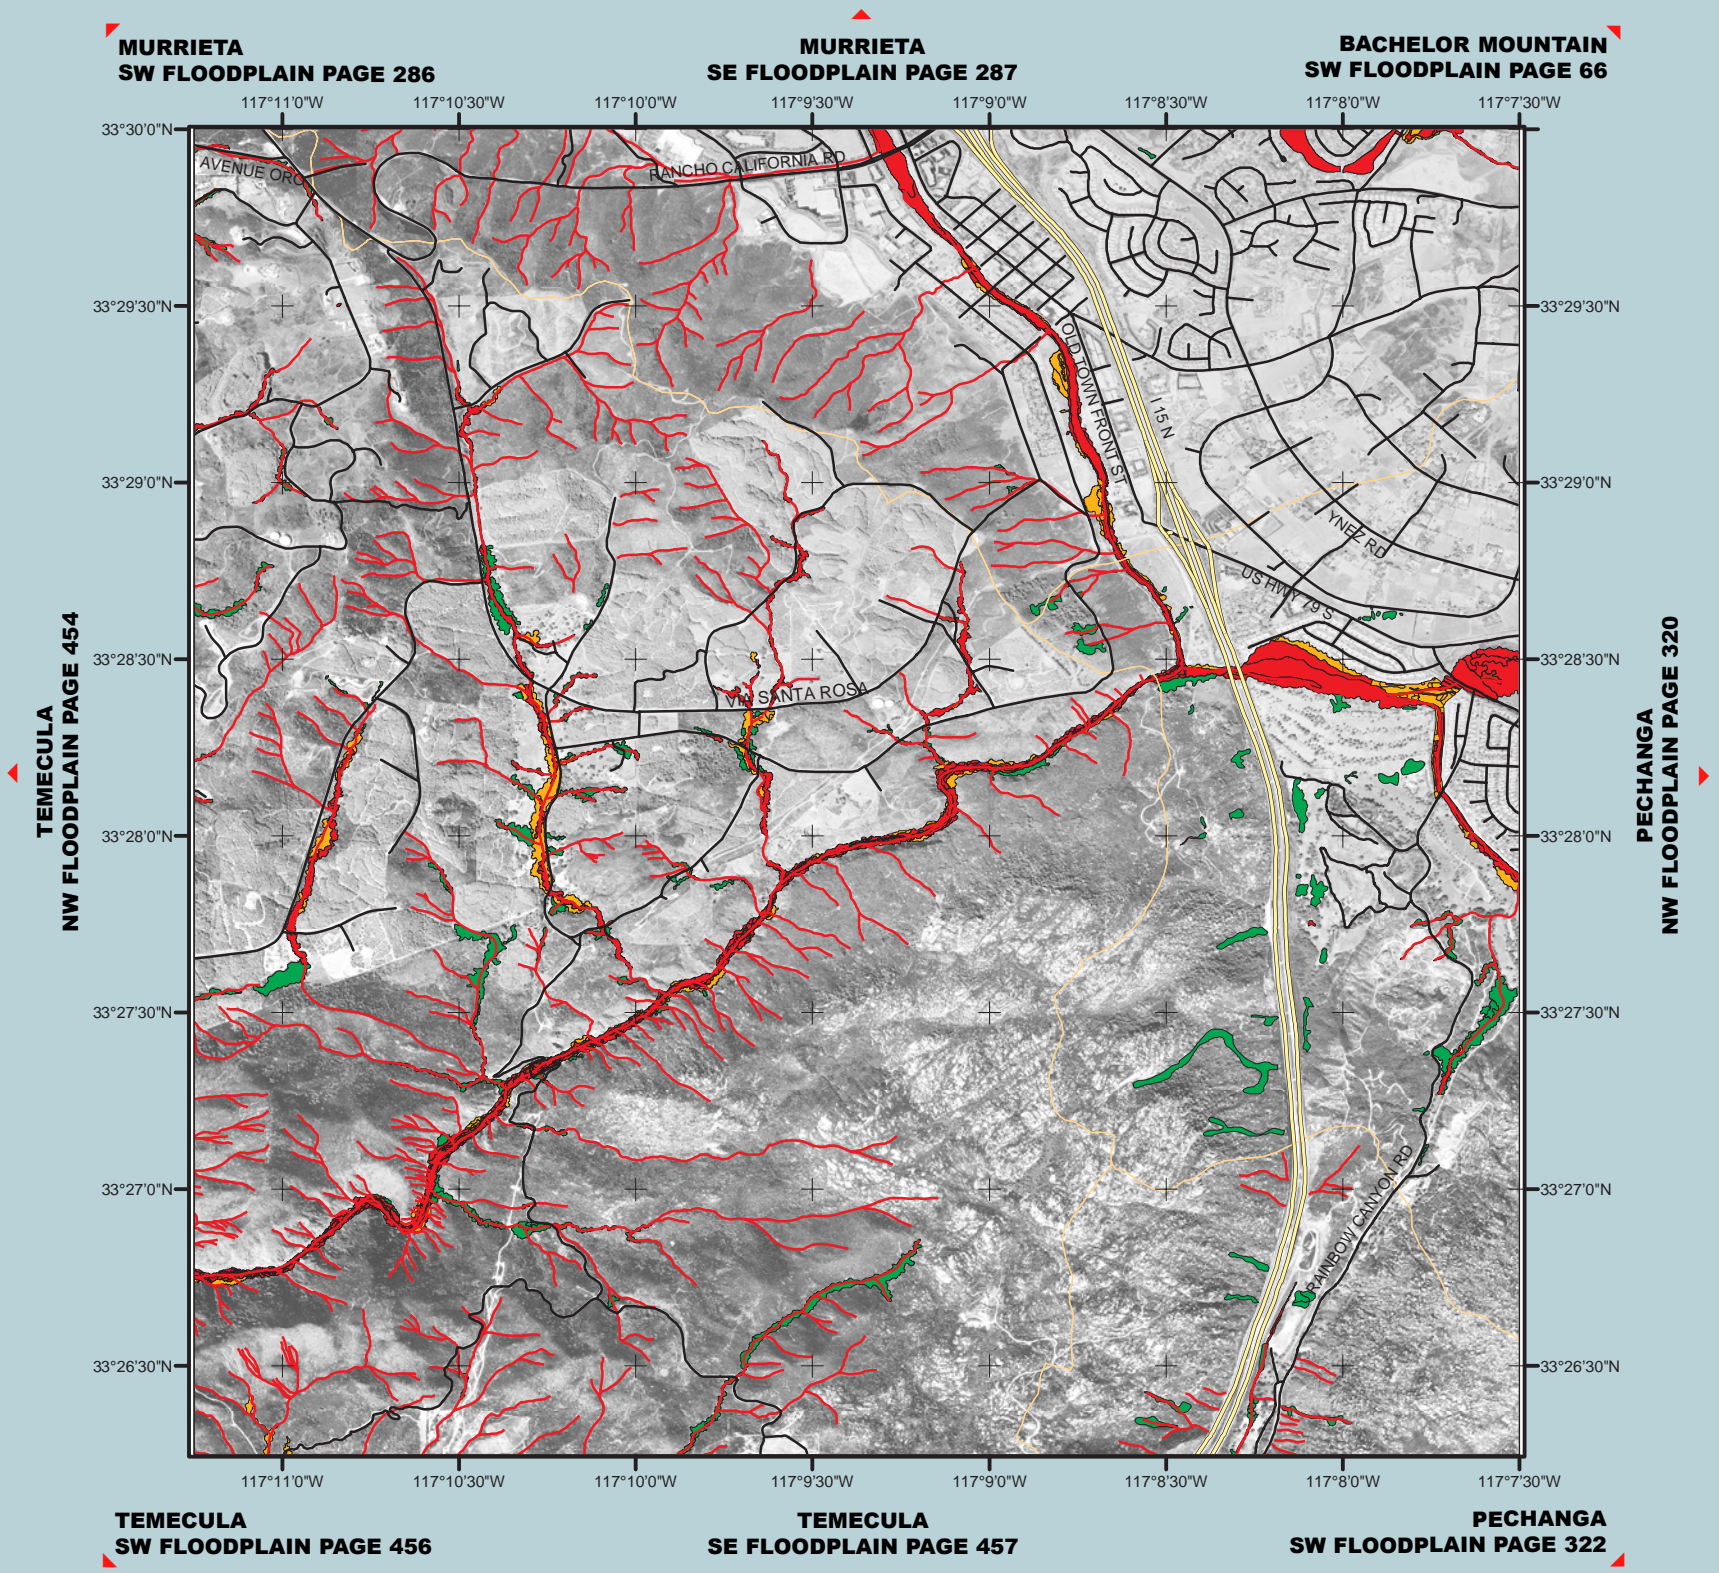 MURRIETA
SW FLOODPLAIN PAGE 286
MURRIETA
SE FLOODPLAIN PAGE 287
BACHELOR MOUNTAIN
SW FLOODPLAIN PAGE 66
117°11'0"W
117°10'30"W
117°10'0"W
117°9'30"W
117°9'0"W
117°8'30"W
117°8'0"W
117°7'30"W
33°30'0"N
33°29'30"N
33°29'0"N
33°28'30"N
33°28'0"N
33°27'30"N
33°27'0"N
33°26'30"N
TEMECULA
NW FLOODPLAIN PAGE 454
AVENUE ORO
RANCHO CALIFORNIA RD
OLD TOWN FRONT ST
I 15 N
YNEZ RD
US HWY 79 S
VIA SANTA ROSA
RAINBOW CANYON RD
33°29'30"N
33°29'0"N
33°28'30"N
33°28'0"N
33°27'30"N
33°27'0"N
33°26'30"N
PECHANGA
NW FLOODPLAIN PAGE 320
117°11'0"W
117°10'30"W
117°10'0"W
117°9'30"W
117°9'0"W
117°8'30"W
117°8'0"W
117°7'30"W
TEMECULA
SW FLOODPLAIN PAGE 456
TEMECULA
SE FLOODPLAIN PAGE 457
PECHANGA
SW FLOODPLAIN PAGE 322